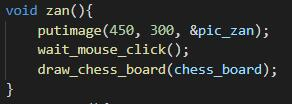 void zan(){
    putimage(450, 300, &pic_zan);
    wait_mouse_click();
    draw_chess_board(chess_board);
}